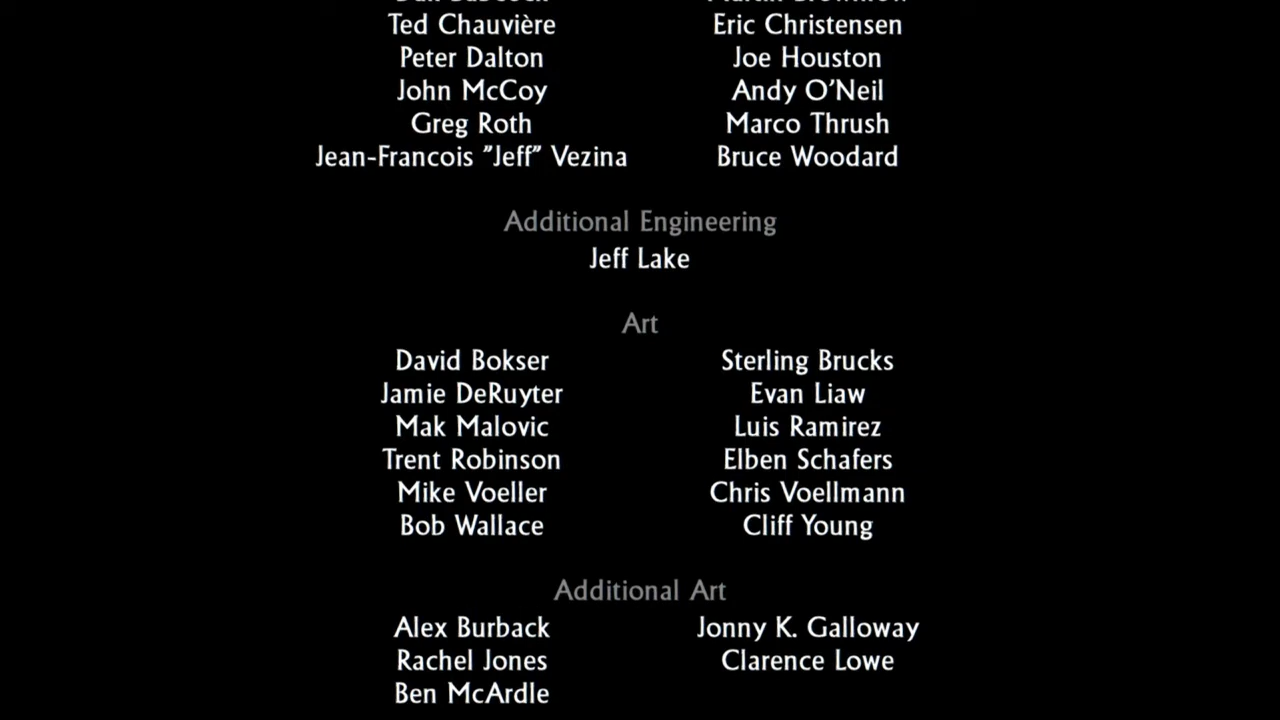 Ted Chauvière Eric Christensen
Peter Dalton Joe Houston
John McCoy Andy O'Neil
Greg Roth Marco Thrush
Jean-Francois "Jeff" Vezina Bruce Woodard
Additional Engineering
Jeff Lake
Art
David Bokser Sterling Brucks
Jamie DeRuyter Evan Liaw
Mak Malovic Luis Ramirez
Trent Robinson Elben Schafers
Mike Voeller Chris Voellmann
Bob Wallace Cliff Young
Additional Art
Alex Burback Jonny K. Galloway
Rachel Jones Clarence Lowe
Ben McArdle